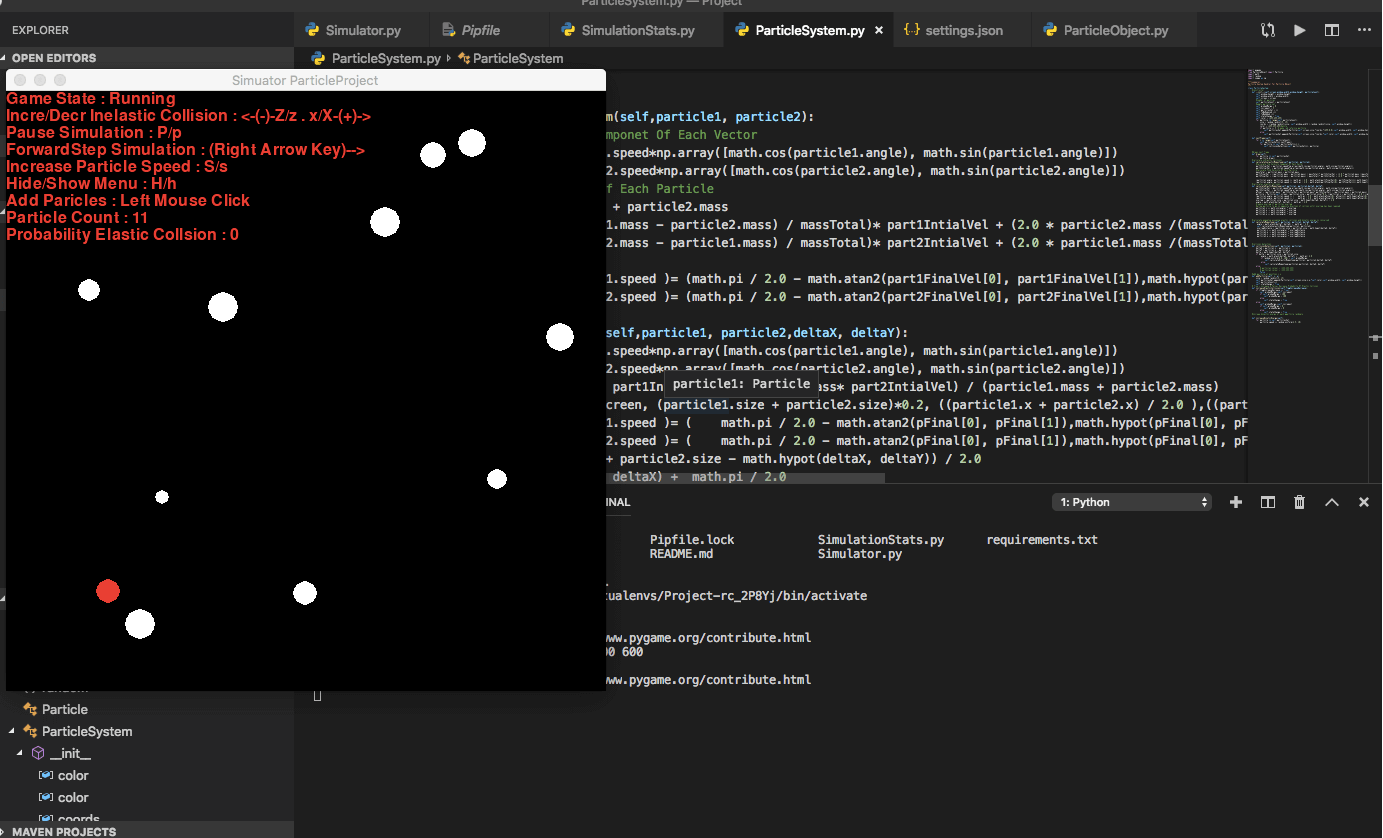 ParticleSystem.py — Project
EXPLORER
Simulator.py
Pipfile
SimulationStats.py
ParticleSystem.py
settings.json
ParticleObject.py
OPEN EDITORS
ParticleSystem.py
ParticleSystem
Simuator ParticleProject
Game State : Running
Incre/Decr Inelastic Collision : <-(-)-Z/z . x/X-(+)->
Pause Simulation : P/p
ForwardStep Simulation : (Right Arrow Key)-->
Increase Particle Speed : S/s
Hide/Show Menu : H/h
Add Paricles : Left Mouse Click
Particle Count : 11
Probability Elastic Collsion : 0
m(self,particle1, particle2):
mponet Of Each Vector
.speed*np.array([math.cos(particle1.angle), math.sin(particle1.angle)])
2.speed*np.array([math.cos(particle2.angle), math.sin(particle2.angle)])
f Each Particle
+ particle2.mass
1.mass - particle2.mass) / massTotal)* part1IntialVel + (2.0 * particle2.mass /(massTotal
2.mass - particle1.mass) / massTotal)* part2IntialVel + (2.0 * particle1.mass /(massTotal
1.speed )= (math.pi / 2.0 - math.atan2(part1FinalVel[0], part1FinalVel[1]),math.hypot(par
2.speed )= (math.pi / 2.0 - math.atan2(part2FinalVel[0], part2FinalVel[1]),math.hypot(par
self,particle1, particle2,deltaX, deltaY):
.speed*np.array([math.cos(particle1.angle), math.sin(particle1.angle)])
2.speed*np.array([math.cos(particle2.angle), math.sin(particle2.angle)])
particle1: Particle
part1In
ass* part2IntialVel) / (particle1.mass + particle2.mass)
creen, (particle1.size + particle2.size)*0.2, ((particle1.x + particle2.x) / 2.0 ),((part
1.speed )= (    math.pi / 2.0 - math.atan2(pFinal[0], pFinal[1]),math.hypot(pFinal[0], pF
2.speed )= (    math.pi / 2.0 - math.atan2(pFinal[0], pFinal[1]),math.hypot(pFinal[0], pF
+ particle2.size - math.hypot(deltaX, deltaY)) / 2.0
deltaX) +  math.pi / 2.0
NAL
1: Python
Pipfile.lock SimulationStats.py requirements.txt
README.md Simulator.py
tualenvs/Project-rc_2P8Yj/bin/activate
ww.pygame.org/contribute.html
00 600
ww.pygame.org/contribute.html
random
Particle
ParticleSystem
__init__
color
color
coords
MAVEN PROJECTS